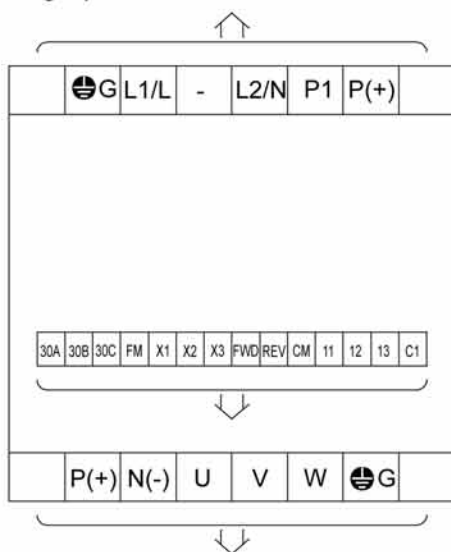 G L1/L - L2/N P1 P(+)
30A 30B 30C FM X1 X2 X3 FWD REV CM 11 12 13 C1
P(+) N(-) U V W G